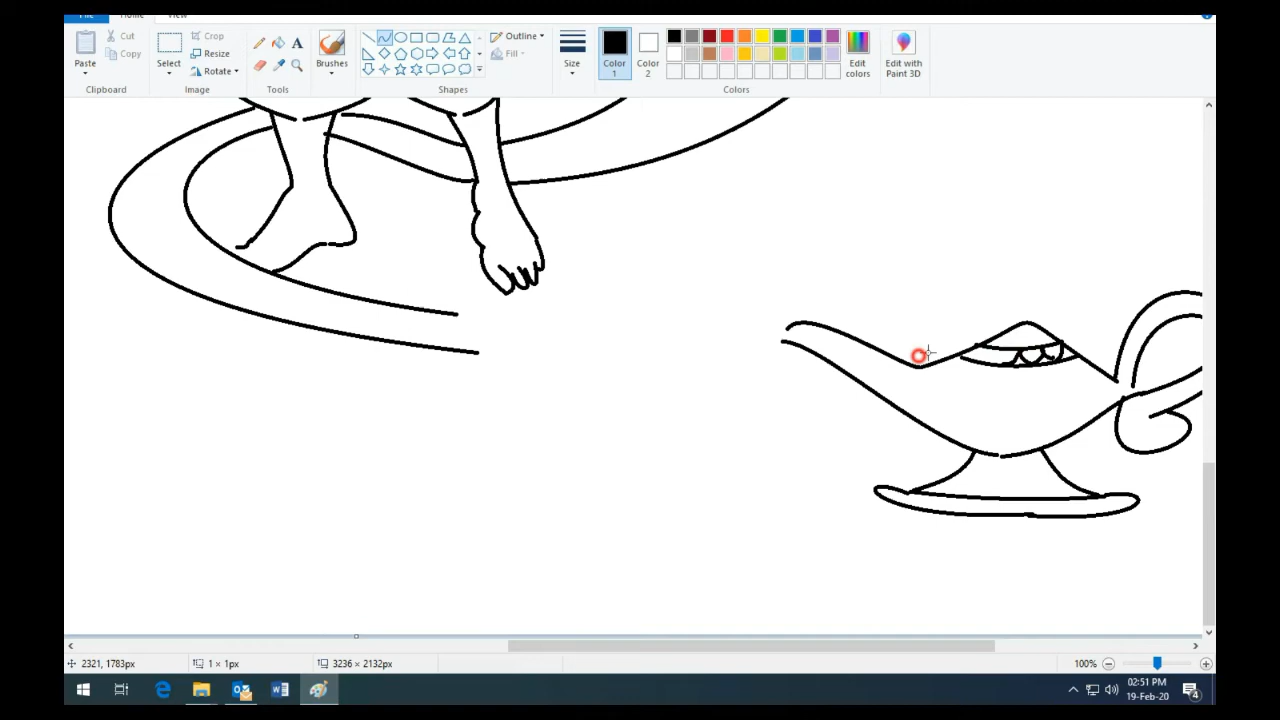 File Home View
Paste
Cut
Copy
Clipboard
Select
Crop
Resize
Rotate
Image
A
Tools
Brushes
Shapes
Outline
Fill
Size
Color
1
Color
2
Edit
colors
Colors
Edit with
Paint 3D
2321, 1783px
1 × 1px
3236 × 2132px
100%
02:51 PM
19-Feb-20
4